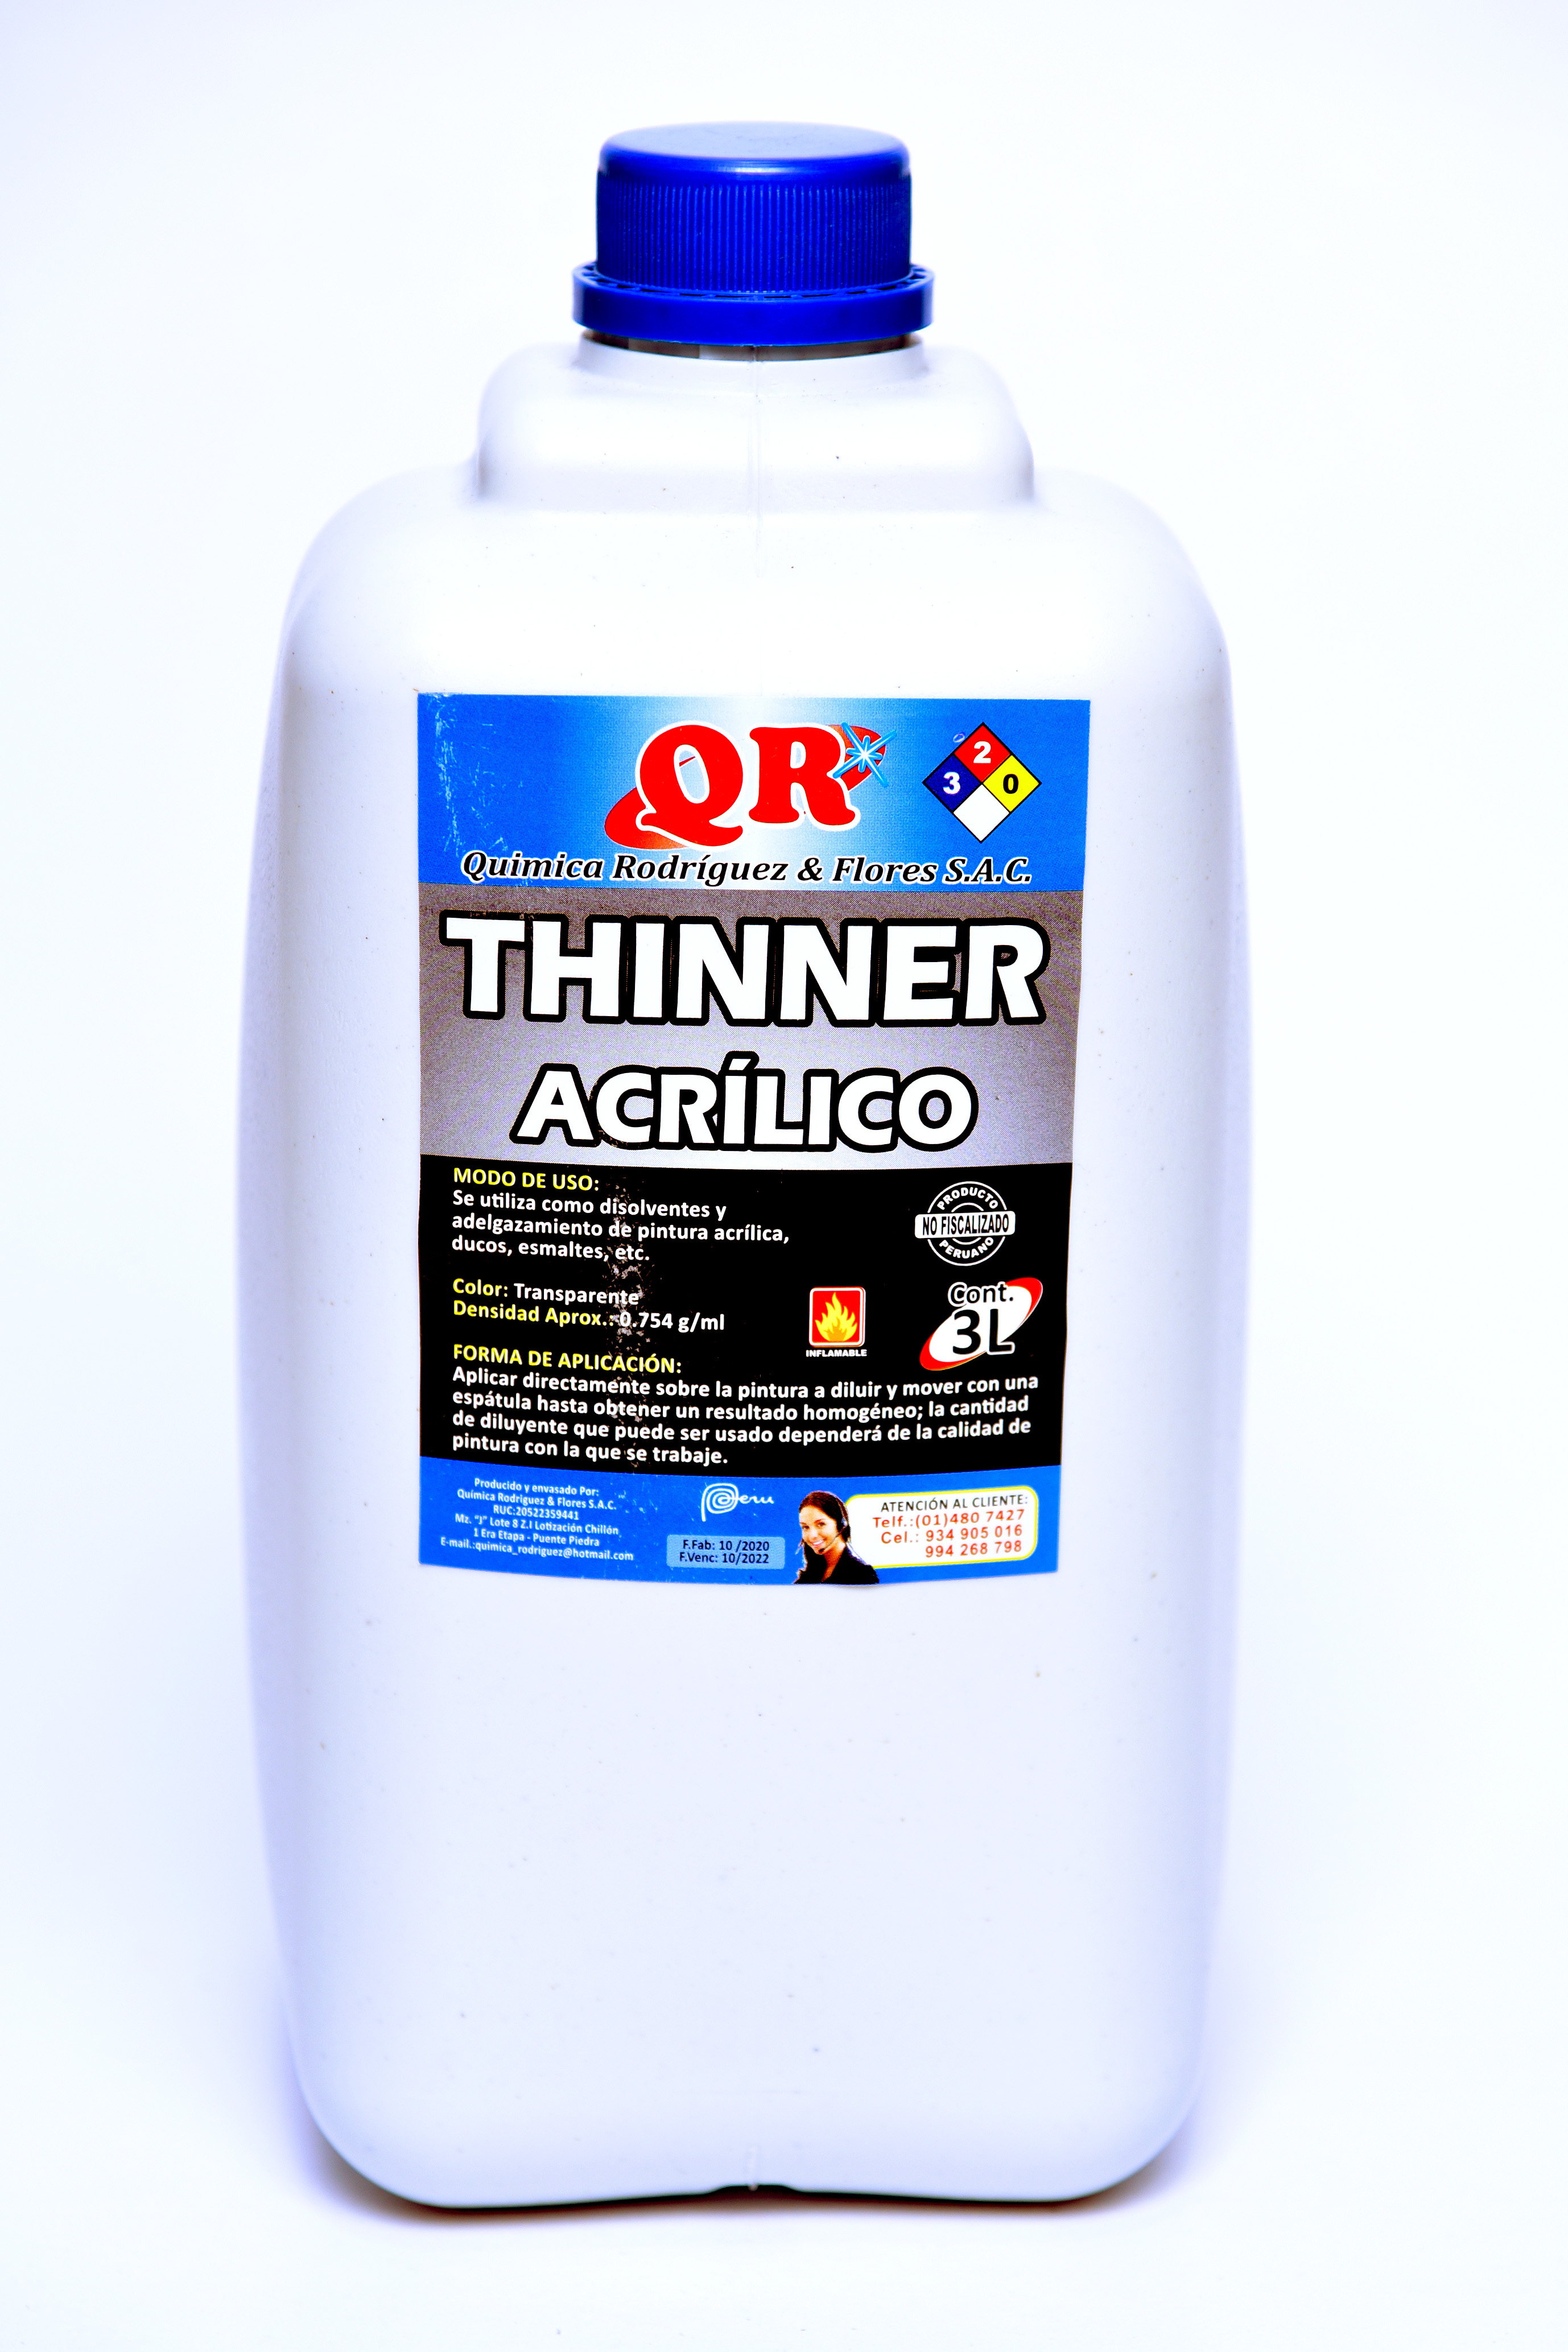 QR
2
3
0
Quimica Rodríguez & Flores S.A.C.
THINNER
ACRÍLICO
MODO DE USO:
Se utiliza como disolventes y
adelgazamiento de pintura acrílica,
ducos, esmaltes, etc.
PRODUCTO
NO FISCALIZADO
PERUANO
Color: Transparente
Densidad Aprox.: 0.754 g/ml
INFLAMABLE
Cont.
3L
FORMA DE APLICACIÓN:
Aplicar directamente sobre la pintura a diluir y mover con una
espátula hasta obtener un resultado homogéneo; la cantidad
de diluyente que puede ser usado dependerá de la calidad de
pintura con la que se trabaje.
Producido y envasado Por:
Química Rodriguez & Flores S.A.C.
RUC:20522359441
Mz. "J" Lote 8 Z.I Lotización Chillón
1 Era Etapa - Puente Piedra
E-mail.:quimica_rodriguez@hotmail.com
Peru
F.Fab: 10 /2020
F.Venc: 10/2022
ATENCIÓN AL CLIENTE:
Telf.:(01)480 7427
Cel.: 934 905 016
994 268 798